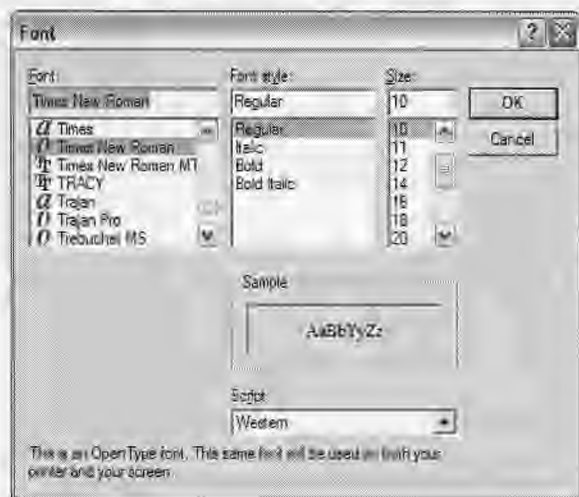 Font
Font: Font style: Size:
Times New Roman Regular 10 OK
Times Regular 10 Cancel
Times New Roman Italic 11
Times New Roman MT Bold 12
TRACY Bold Italic 14
Trajan 16
Trajan Pro 18
Trebuchet MS 20
Sample
AaBbYyZz
Script:
Western
This is an OpenType font. This same font will be used on both your
printer and your screen.